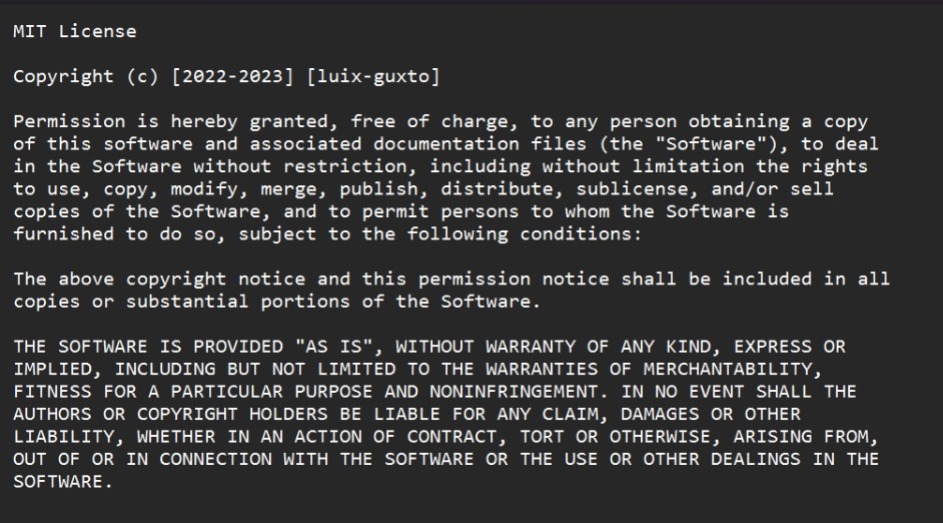 MIT License
Copyright (c) [2022-2023] [luix-guxto]
Permission is hereby granted, free of charge, to any person obtaining a copy
of this software and associated documentation files (the "Software"), to deal
in the Software without restriction, including without limitation the rights
to use, copy, modify, merge, publish, distribute, sublicense, and/or sell
copies of the Software, and to permit persons to whom the Software is
furnished to do so, subject to the following conditions:
The above copyright notice and this permission notice shall be included in all
copies or substantial portions of the Software.
THE SOFTWARE IS PROVIDED "AS IS", WITHOUT WARRANTY OF ANY KIND, EXPRESS OR
IMPLIED, INCLUDING BUT NOT LIMITED TO THE WARRANTIES OF MERCHANTABILITY,
FITNESS FOR A PARTICULAR PURPOSE AND NONINFRINGEMENT. IN NO EVENT SHALL THE
AUTHORS OR COPYRIGHT HOLDERS BE LIABLE FOR ANY CLAIM, DAMAGES OR OTHER
LIABILITY, WHETHER IN AN ACTION OF CONTRACT, TORT OR OTHERWISE, ARISING FROM,
OUT OF OR IN CONNECTION WITH THE SOFTWARE OR THE USE OR OTHER DEALINGS IN THE
SOFTWARE.